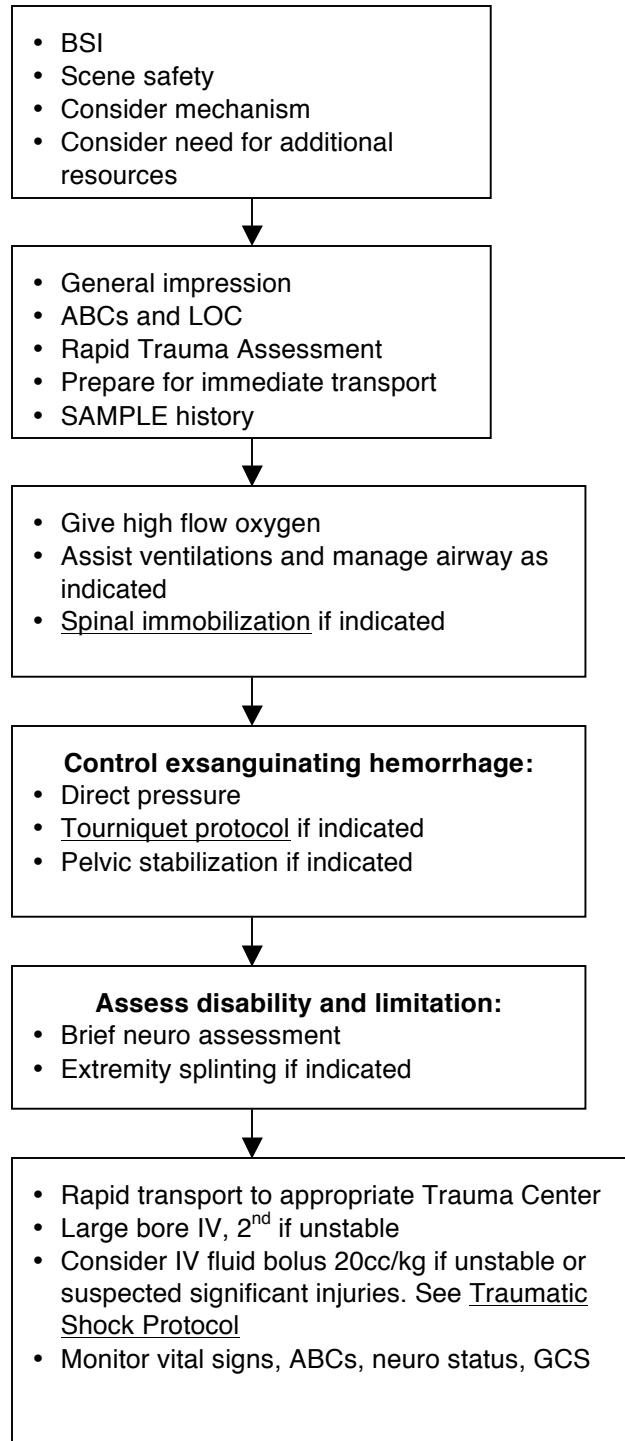 • BSI
• Scene safety
• Consider mechanism
• Consider need for additional
resources
• General impression
• ABCs and LOC
• Rapid Trauma Assessment
• Prepare for immediate transport
• SAMPLE history
• Give high flow oxygen
• Assist ventilations and manage airway as
indicated
• Spinal immobilization if indicated
Control exsanguinating hemorrhage:
• Direct pressure
• Tourniquet protocol if indicated
• Pelvic stabilization if indicated
Assess disability and limitation:
• Brief neuro assessment
• Extremity splinting if indicated
• Rapid transport to appropriate Trauma Center
• Large bore IV, 2nd if unstable
• Consider IV fluid bolus 20cc/kg if unstable or
suspected significant injuries. See Traumatic
Shock Protocol
• Monitor vital signs, ABCs, neuro status, GCS